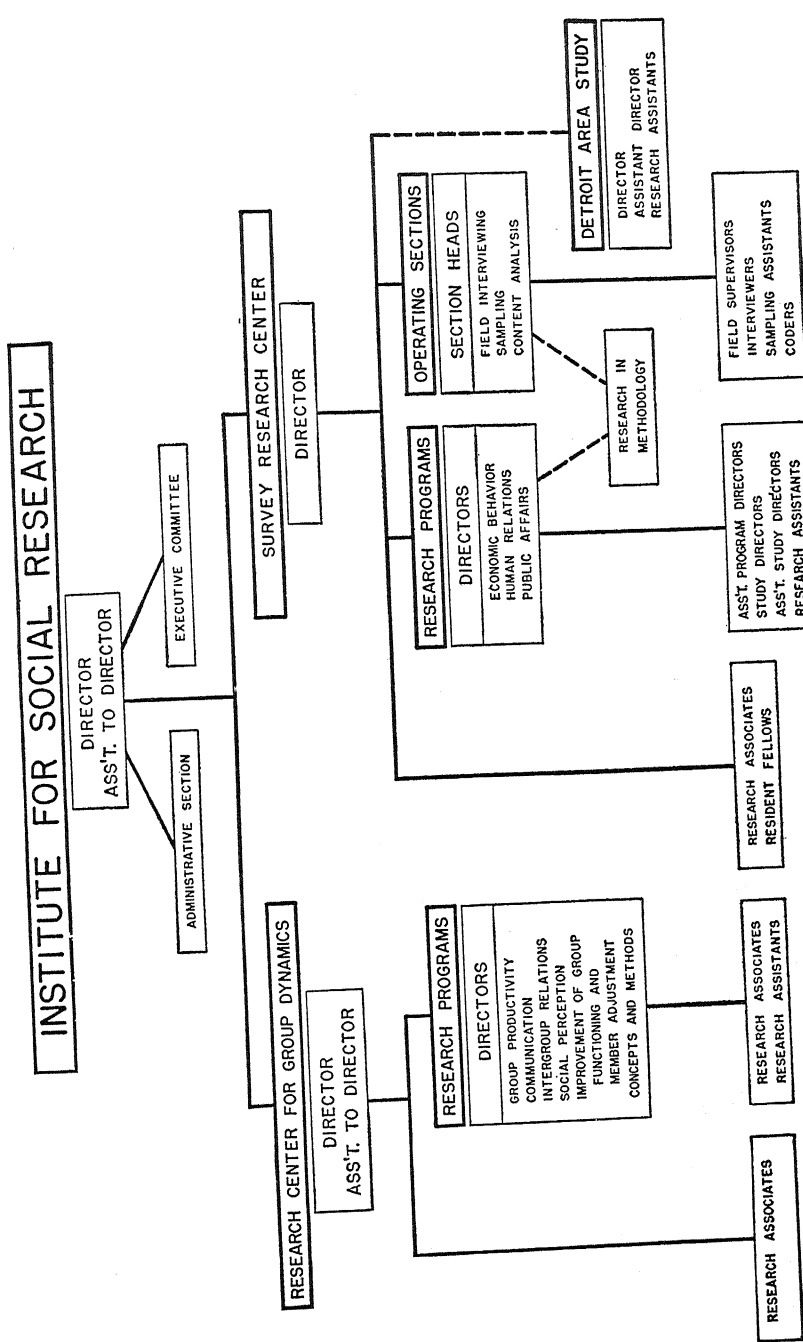 INSTITUTE FOR SOCIAL RESEARCH
DIRECTOR
ASS'T. TO DIRECTOR
ADMINISTRATIVE SECTION
EXECUTIVE COMMITTEE
RESEARCH CENTER FOR GROUP DYNAMICS
DIRECTOR
ASS'T. TO DIRECTOR
RESEARCH PROGRAMS
DIRECTORS
GROUP PRODUCTIVITY
COMMUNICATION
INTERGROUP RELATIONS
SOCIAL PERCEPTION
IMPROVEMENT OF GROUP
FUNCTIONING AND
MEMBER ADJUSTMENT
CONCEPTS AND METHODS
RESEARCH ASSOCIATES
RESEARCH ASSOCIATES
RESEARCH ASSISTANTS
SURVEY RESEARCH CENTER
DIRECTOR
RESEARCH ASSOCIATES
RESIDENT FELLOWS
RESEARCH PROGRAMS
DIRECTORS
ECONOMIC BEHAVIOR
HUMAN RELATIONS
PUBLIC AFFAIRS
ASS'T. PROGRAM DIRECTORS
STUDY DIRECTORS
ASS'T. STUDY DIRECTORS
RESEARCH ASSISTANTS
RESEARCH IN
METHODOLOGY
OPERATING SECTIONS
SECTION HEADS
FIELD INTERVIEWING
SAMPLING
CONTENT ANALYSIS
FIELD SUPERVISORS
INTERVIEWERS
SAMPLING ASSISTANTS
CODERS
DETROIT AREA STUDY
DIRECTOR
ASSISTANT DIRECTOR
RESEARCH ASSISTANTS